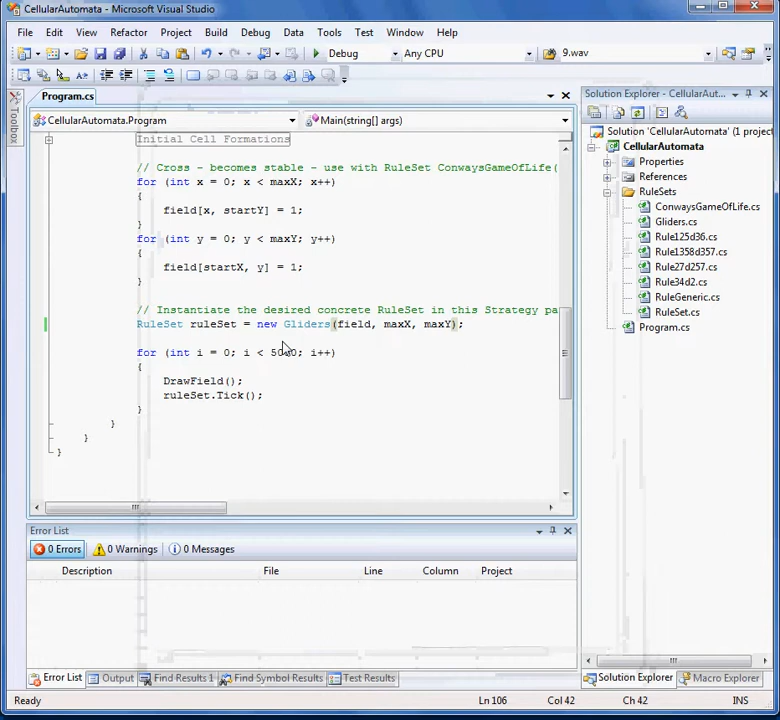 CellularAutomata - Microsoft Visual Studio
File Edit View Refactor Project Build Debug Data Tools Test Window Help
Debug Any CPU 9.wav
Program.cs
Solution Explorer - CellularAut...
CellularAutomata.Program Main(string[] args)
Toolbox
Initial Cell Formations
// Cross - becomes stable - use with RuleSet ConwaysGameOfLife(
for (int x = 0; x < maxX; x++)
{
field[x, startY] = 1;
}
for (int y = 0; y < maxY; y++)
{
field[startX, y] = 1;
}
// Instantiate the desired concrete RuleSet in this Strategy pa
RuleSet ruleSet = new Gliders(field, maxX, maxY);
for (int i = 0; i < 5000; i++)
{
DrawField();
ruleSet.Tick();
}
}
}
}
Solution 'CellularAutomata' (1 project
CellularAutomata
Properties
References
RuleSets
ConwaysGameOfLife.cs
Gliders.cs
Rule125d36.cs
Rule1358d357.cs
Rule27d257.cs
Rule34d2.cs
RuleGeneric.cs
RuleSet.cs
Program.cs
Error List
0 Errors 0 Warnings 0 Messages
Description File Line Column Project
Error List Output Find Results 1 Find Symbol Results Test Results
Solution Explorer Macro Explorer
Ready Ln 106 Col 42 Ch 42 INS